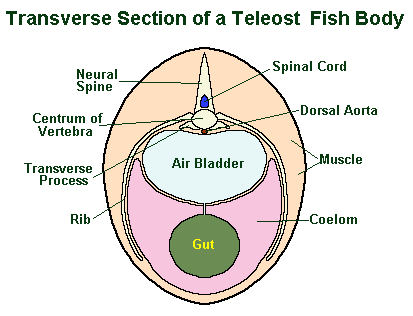 Transverse Section of a Teleost Fish Body
Neural
Spine
Spinal Cord
Centrum of
Vertebra
Dorsal Aorta
Air Bladder
Muscle
Transverse
Process
Rib
Coelom
Gut